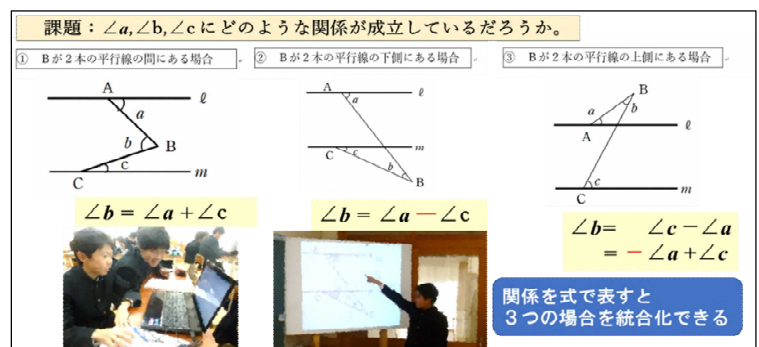 課題：∠a,∠b,∠cにどのような関係が成立しているだろうか。
① Bが2本の平行線の間にある場合
② Bが2本の平行線の下側にある場合
③ Bが2本の平行線の上側にある場合
A
ℓ
a
b
B
c
C
m
A
ℓ
a
C
c
m
b
B
B
a
b
A
ℓ
c
C
m
∠b = ∠a +∠c
∠b = ∠a ー∠c
∠b= ∠c −∠a
= − ∠a +∠c
関係を式で表すと
３つの場合を統合化できる